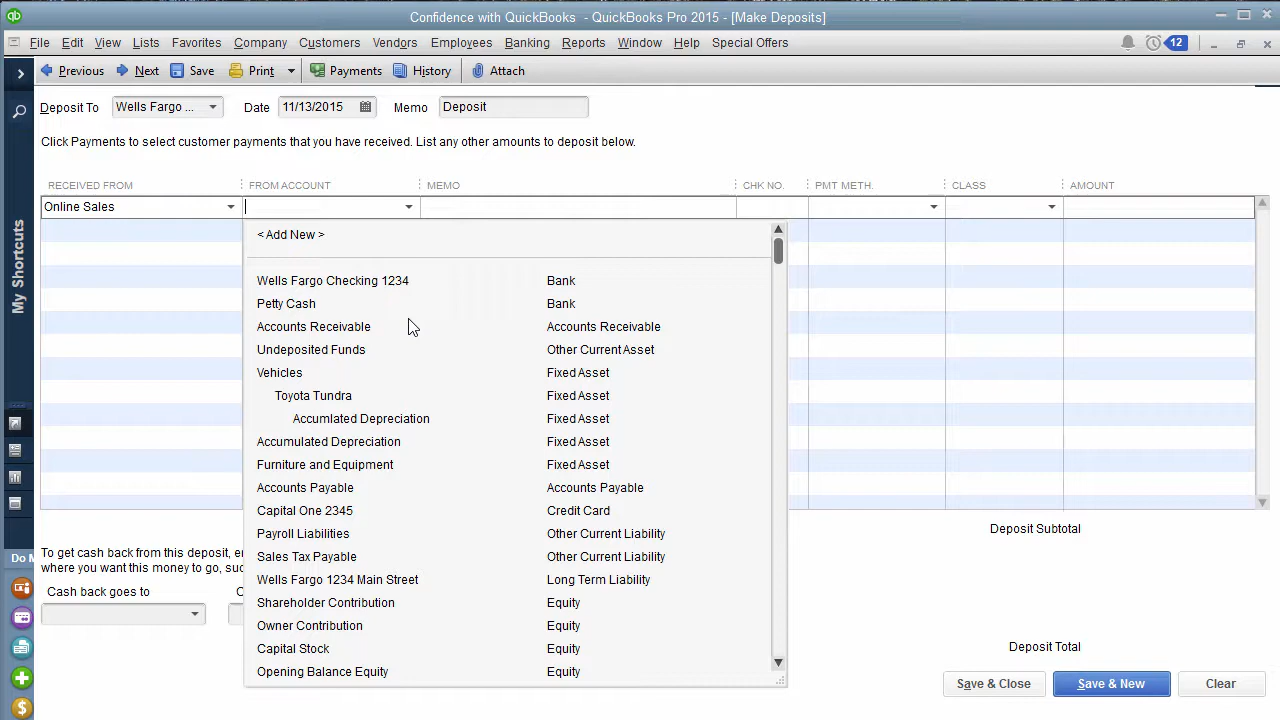 Confidence with QuickBooks - QuickBooks Pro 2015 - [Make Deposits]
File Edit View Lists Favorites Company Customers Vendors Employees Banking Reports Window Help Special Offers 12
Previous Next Save Print Payments History Attach
Deposit To Wells Fargo ... Date 11/13/2015 Memo Deposit
Click Payments to select customer payments that you have received. List any other amounts to deposit below.
RECEIVED FROM FROM ACCOUNT MEMO CHK NO. PMT METH. CLASS AMOUNT
Online Sales
< Add New >
Wells Fargo Checking 1234 Bank
Petty Cash Bank
Accounts Receivable Accounts Receivable
Undeposited Funds Other Current Asset
Vehicles Fixed Asset
Toyota Tundra Fixed Asset
Accumlated Depreciation Fixed Asset
Accumulated Depreciation Fixed Asset
Furniture and Equipment Fixed Asset
Accounts Payable Accounts Payable
Capital One 2345 Credit Card
Payroll Liabilities Other Current Liability
Sales Tax Payable Other Current Liability
Wells Fargo 1234 Main Street Long Term Liability
Shareholder Contribution Equity
Owner Contribution Equity
Capital Stock Equity
Opening Balance Equity Equity
My Shortcuts
Do M
Deposit Subtotal
To get cash back from this deposit, en
where you want this money to go, suc
Cash back goes to
Deposit Total
Save & Close Save & New Clear